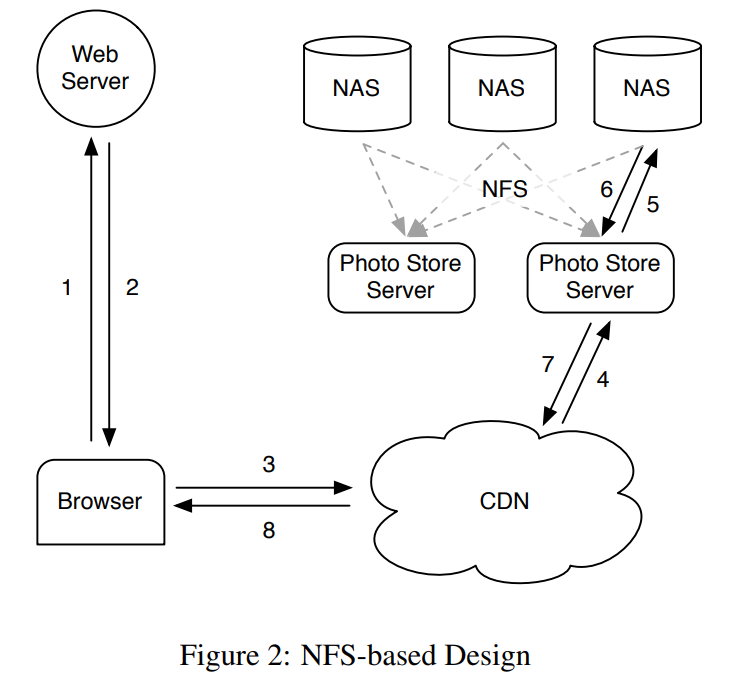 Web
Server
NAS
NAS
NAS
NFS
6
5
Photo Store
Server
Photo Store
Server
1
2
7
4
3
Browser
CDN
8
Figure 2: NFS-based Design